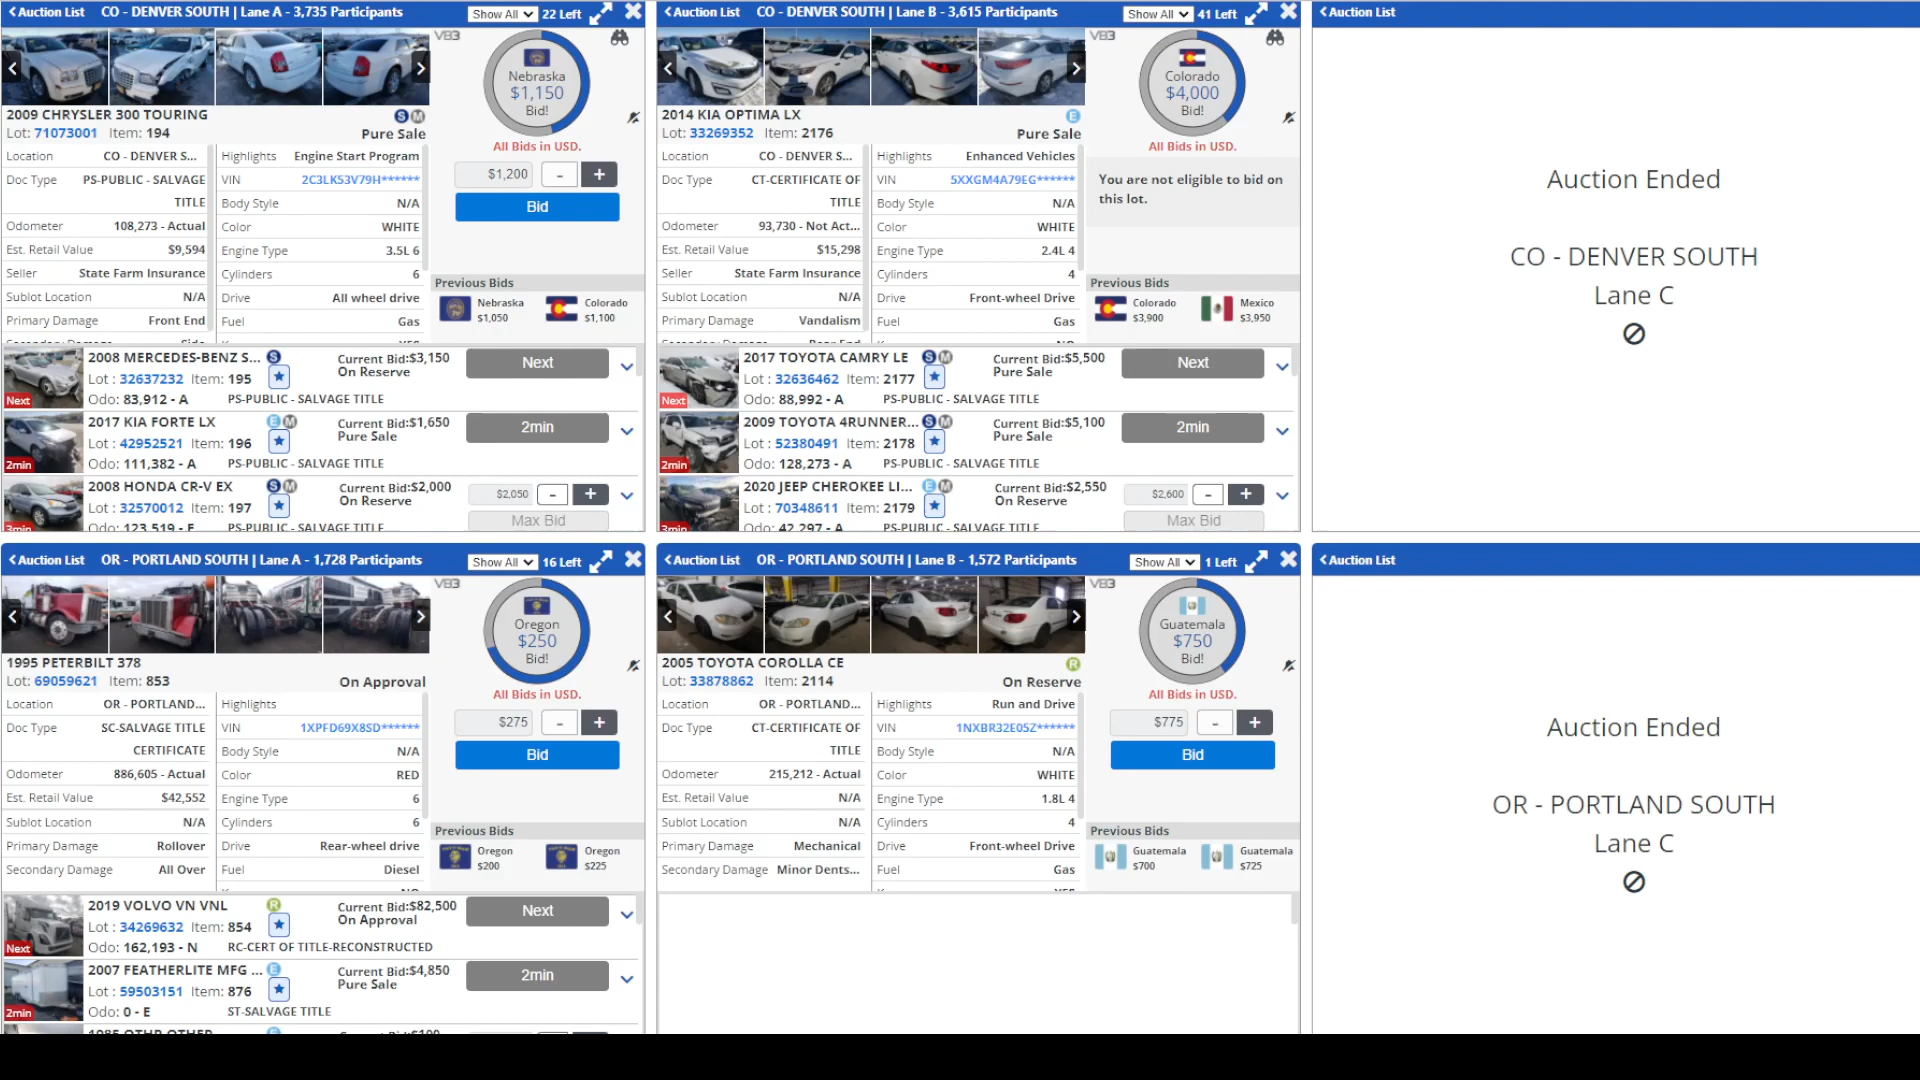 Auction List CO - DENVER SOUTH | Lane A - 3,735 Participants Show All 22 Left
VB3
Nebraska
$1,150
Bid!
2009 CHRYSLER 300 TOURING S M
Lot: 71073001 Item: 194 Pure Sale
All Bids in USD.
Location CO - DENVER S...
Doc Type PS-PUBLIC - SALVAGE
TITLE
Odometer 108,273 - Actual
Est. Retail Value $9,594
Seller State Farm Insurance
Sublot Location N/A
Primary Damage Front End
Highlights Engine Start Program
VIN 2C3LK53V79H******
Body Style N/A
Color WHITE
Engine Type 3.5L 6
Cylinders 6
Drive All wheel drive
Fuel Gas
$1,200 - +
Bid
Previous Bids
Nebraska
$1,050
Colorado
$1,100
2008 MERCEDES-BENZ S... S Current Bid:$3,150 Next
Lot : 32637232 Item: 195 On Reserve
Next Odo: 83,912 - A PS-PUBLIC - SALVAGE TITLE
2017 KIA FORTE LX E M Current Bid:$1,650 2min
Lot : 42952521 Item: 196 Pure Sale
2min Odo: 111,382 - A PS-PUBLIC - SALVAGE TITLE
2008 HONDA CR-V EX S M Current Bid:$2,000 $2,050 - +
Lot : 32570012 Item: 197 On Reserve
3min Odo: 123,519 - E PS-PUBLIC - SALVAGE TITLE Max Bid
Auction List CO - DENVER SOUTH | Lane B - 3,615 Participants Show All 41 Left
VB3
Colorado
$4,000
Bid!
2014 KIA OPTIMA LX E
Lot: 33269352 Item: 2176 Pure Sale
All Bids in USD.
Location CO - DENVER S...
Doc Type CT-CERTIFICATE OF
TITLE
Odometer 93,730 - Not Act...
Est. Retail Value $15,298
Seller State Farm Insurance
Sublot Location N/A
Primary Damage Vandalism
Highlights Enhanced Vehicles
VIN 5XXGM4A79EG******
Body Style N/A
Color WHITE
Engine Type 2.4L 4
Cylinders 4
Drive Front-wheel Drive
Fuel Gas
You are not eligible to bid on
this lot.
Previous Bids
Colorado
$3,900
Mexico
$3,950
2017 TOYOTA CAMRY LE S M Current Bid:$5,500 Next
Lot : 32636462 Item: 2177 Pure Sale
Next Odo: 88,992 - A PS-PUBLIC - SALVAGE TITLE
2009 TOYOTA 4RUNNER... S M Current Bid:$5,100 2min
Lot : 52380491 Item: 2178 Pure Sale
2min Odo: 128,273 - A PS-PUBLIC - SALVAGE TITLE
2020 JEEP CHEROKEE LI... E M Current Bid:$2,550 $2,600 - +
Lot : 70348611 Item: 2179 On Reserve
3min Odo: 42,297 - A PS-PUBLIC - SALVAGE TITLE Max Bid
Auction List
Auction Ended
CO - DENVER SOUTH
Lane C
Auction List OR - PORTLAND SOUTH | Lane A - 1,728 Participants Show All 16 Left
VB3
Oregon
$250
Bid!
1995 PETERBILT 378
Lot: 69059621 Item: 853 On Approval
All Bids in USD.
Location OR - PORTLAND...
Doc Type SC-SALVAGE TITLE
CERTIFICATE
Odometer 886,605 - Actual
Est. Retail Value $42,552
Sublot Location N/A
Primary Damage Rollover
Secondary Damage All Over
Highlights
VIN 1XPFD69X8SD******
Body Style N/A
Color RED
Engine Type 6
Cylinders 6
Drive Rear-wheel drive
Fuel Diesel
$275 - +
Bid
Previous Bids
Oregon
$200
Oregon
$225
2019 VOLVO VN VNL R Current Bid:$82,500 Next
Lot : 34269632 Item: 854 On Approval
Next Odo: 162,193 - N RC-CERT OF TITLE-RECONSTRUCTED
2007 FEATHERLITE MFG ... E Current Bid:$4,850 2min
Lot : 59503151 Item: 876 Pure Sale
2min Odo: 0 - E ST-SALVAGE TITLE
Auction List OR - PORTLAND SOUTH | Lane B - 1,572 Participants Show All 1 Left
VB3
Guatemala
$750
Bid!
2005 TOYOTA COROLLA CE R
Lot: 33878862 Item: 2114 On Reserve
All Bids in USD.
Location OR - PORTLAND...
Doc Type CT-CERTIFICATE OF
TITLE
Odometer 215,212 - Actual
Est. Retail Value N/A
Sublot Location N/A
Primary Damage Mechanical
Secondary Damage Minor Dents...
Highlights Run and Drive
VIN 1NXBR32E05Z******
Body Style N/A
Color WHITE
Engine Type 1.8L 4
Cylinders 4
Drive Front-wheel Drive
Fuel Gas
$775 - +
Bid
Previous Bids
Guatemala
$700
Guatemala
$725
Auction List
Auction Ended
OR - PORTLAND SOUTH
Lane C